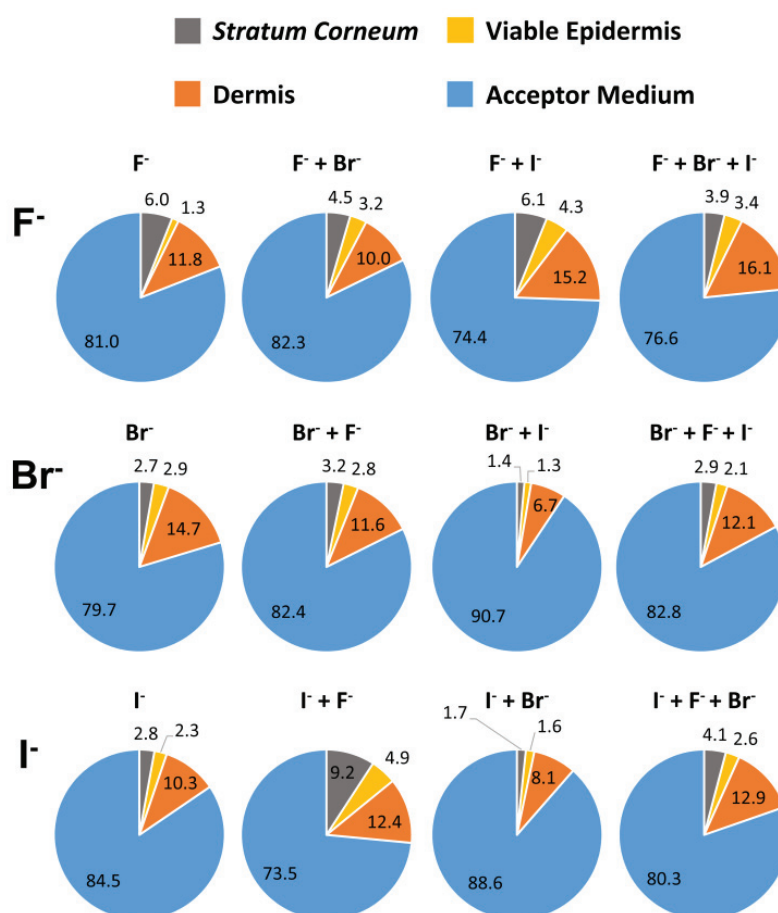 Stratum Corneum Viable Epidermis
Dermis Acceptor Medium
F⁻ F⁻ + Br⁻ F⁻ + I⁻ F⁻ + Br⁻ + I⁻
F⁻
6.0 1.3 4.5 3.2 6.1 4.3 3.9 3.4
11.8 10.0 15.2 16.1
81.0 82.3 74.4 76.6
Br⁻ Br⁻ + F⁻ Br⁻ + I⁻ Br⁻ + F⁻ + I⁻
Br⁻
2.7 2.9 3.2 2.8 1.4 1.3 2.9 2.1
14.7 11.6 6.7 12.1
79.7 82.4 90.7 82.8
I⁻ I⁻ + F⁻ I⁻ + Br⁻ I⁻ + F⁻ + Br⁻
I⁻
2.8 2.3 9.2 4.9 1.7 1.6 4.1 2.6
10.3 12.4 8.1 12.9
84.5 73.5 88.6 80.3